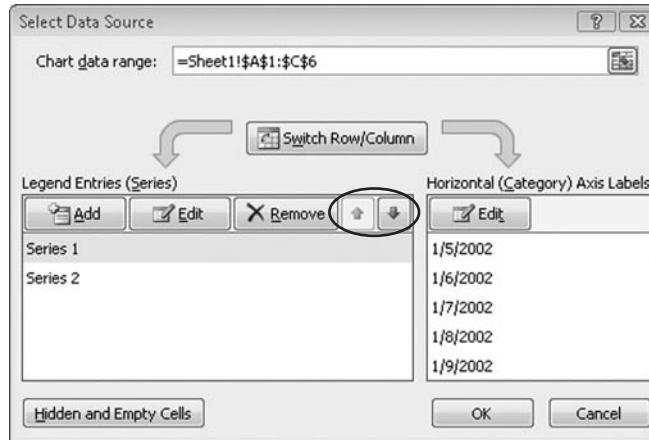 Select Data Source
Chart data range: =Sheet1!$A$1:$C$6
Switch Row/Column
Legend Entries (Series)
Add Edit Remove
Series 1
Series 2
Horizontal (Category) Axis Labels
Edit
1/5/2002
1/6/2002
1/7/2002
1/8/2002
1/9/2002
Hidden and Empty Cells
OK Cancel